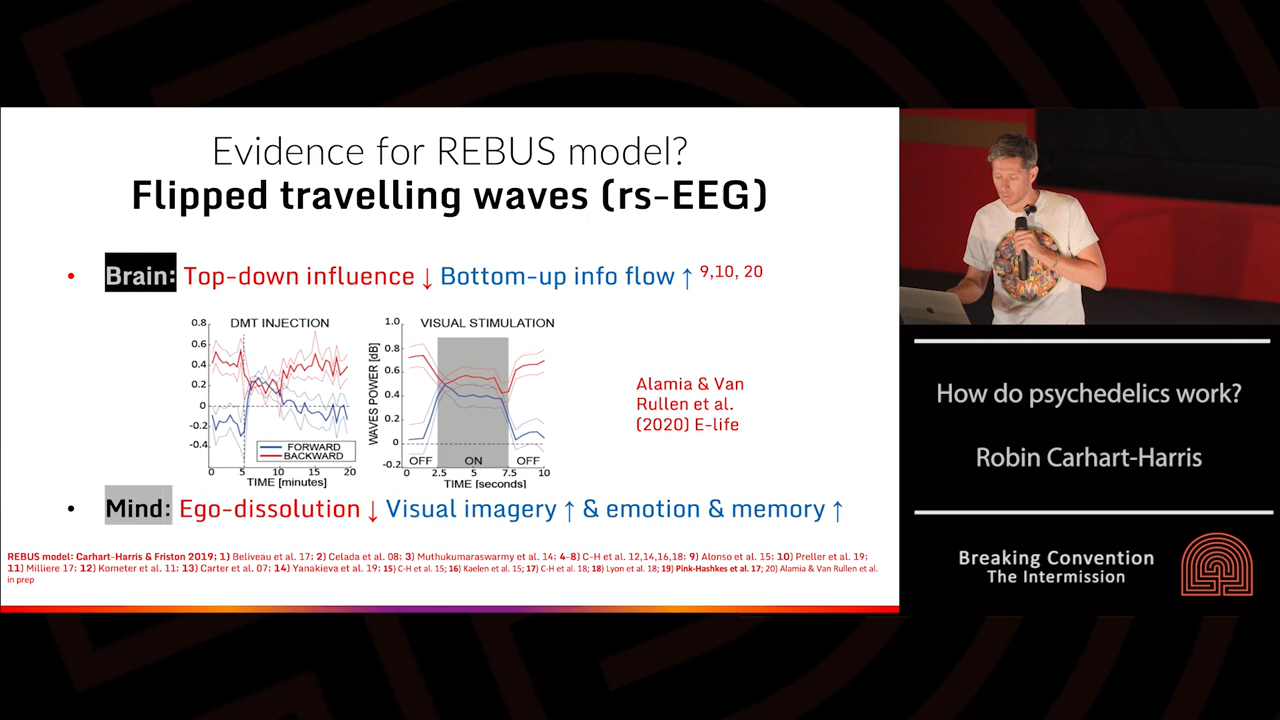 Evidence for REBUS model?
Flipped travelling waves (rs-EEG)
• Brain: Top-down influence ↓ Bottom-up info flow ↑ 9,10, 20
DMT INJECTION
0.8
0.6
0.4
0.2
0
-0.2
-0.4
FORWARD
BACKWARD
0 5 10 15 20
TIME [minutes]
VISUAL STIMULATION
WAVES POWER [dB]
1.0
0.8
0.6
0.4
0.2
0
-0.2
OFF ON OFF
0 2.5 5 7.5 10
TIME [seconds]
Alamia & Van
Rullen et al.
(2020) E-life
• Mind: Ego-dissolution ↓ Visual imagery ↑ & emotion & memory ↑
REBUS model: Carhart-Harris & Friston 2019; 1) Beliveau et al. 17; 2) Celada et al. 08; 3) Muthukumaraswarmy et al. 14; 4-8) C-H et al. 12,14,16,18; 9) Alonso et al. 15; 10) Preller et al. 19;
11) Milliere 17; 12) Kometer et al. 11; 13) Carter et al. 07; 14) Yanakieva et al. 19; 15) C-H et al. 15; 16) Kaelen et al. 15; 17) C-H et al. 18; 18) Lyon et al. 18; 19) Pink-Hashkes et al. 17; 20) Alamia & Van Rullen et al.
in prep
How do psychedelics work?
Robin Carhart-Harris
Breaking Convention
The Intermission